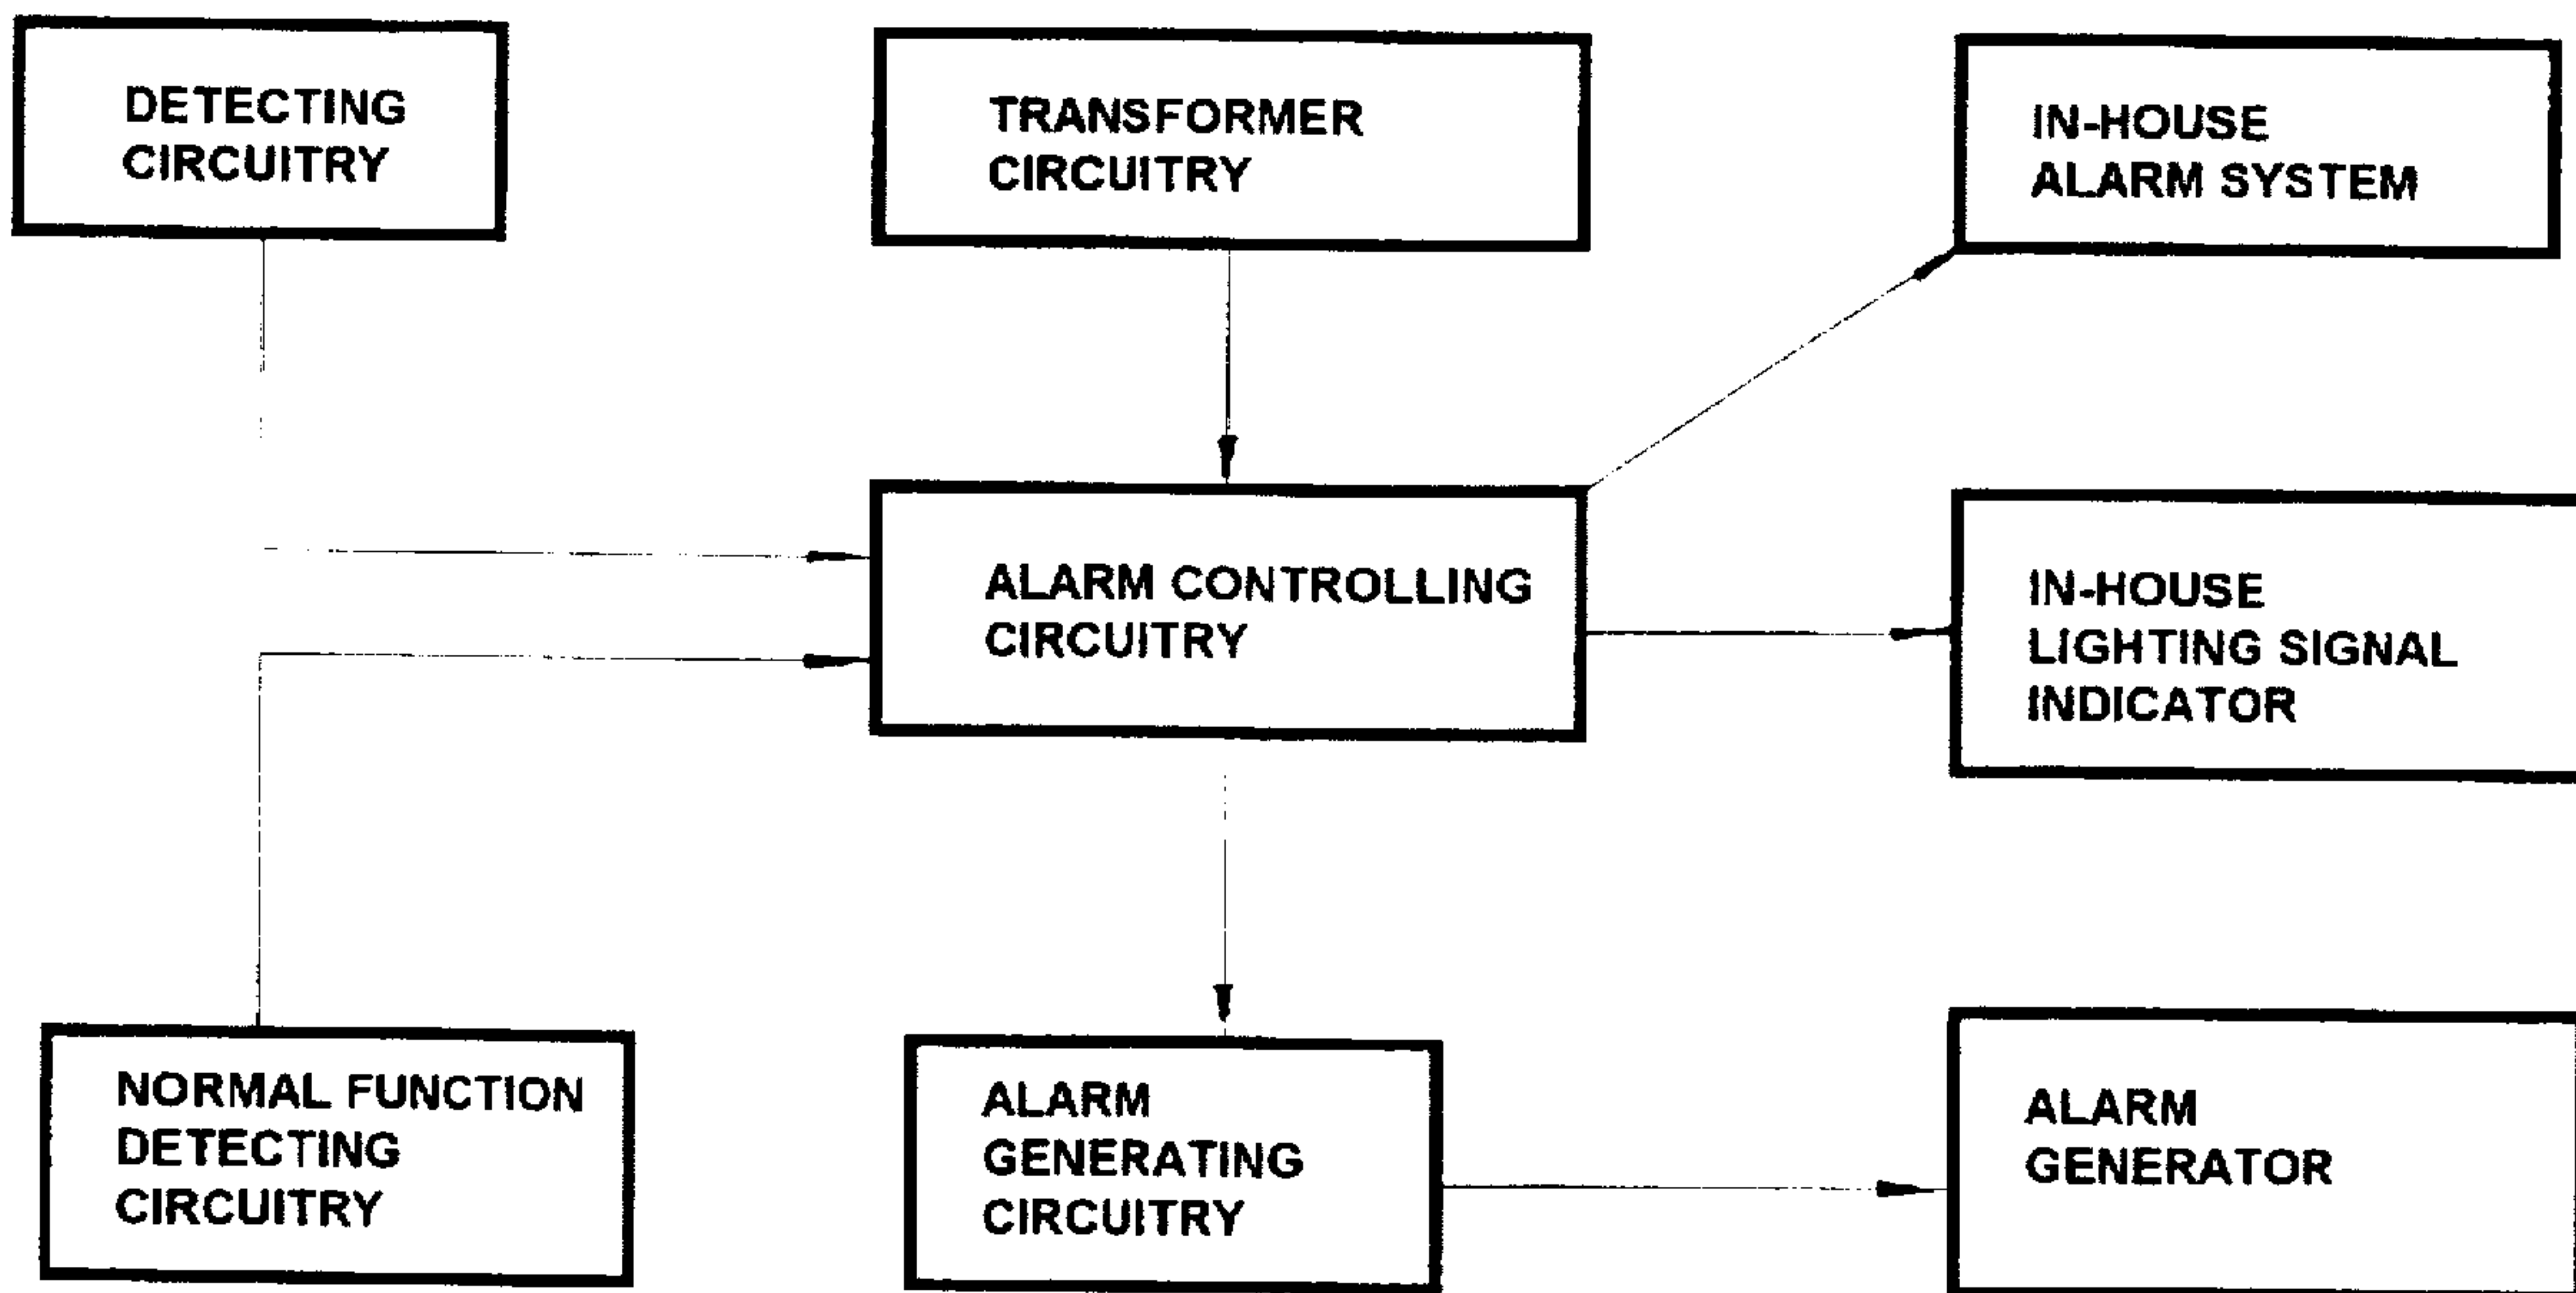 DETECTING
CIRCUITRY
TRANSFORMER
CIRCUITRY
IN-HOUSE
ALARM SYSTEM
ALARM CONTROLLING
CIRCUITRY
IN-HOUSE
LIGHTING SIGNAL
INDICATOR
NORMAL FUNCTION
DETECTING
CIRCUITRY
ALARM
GENERATING
CIRCUITRY
ALARM
GENERATOR